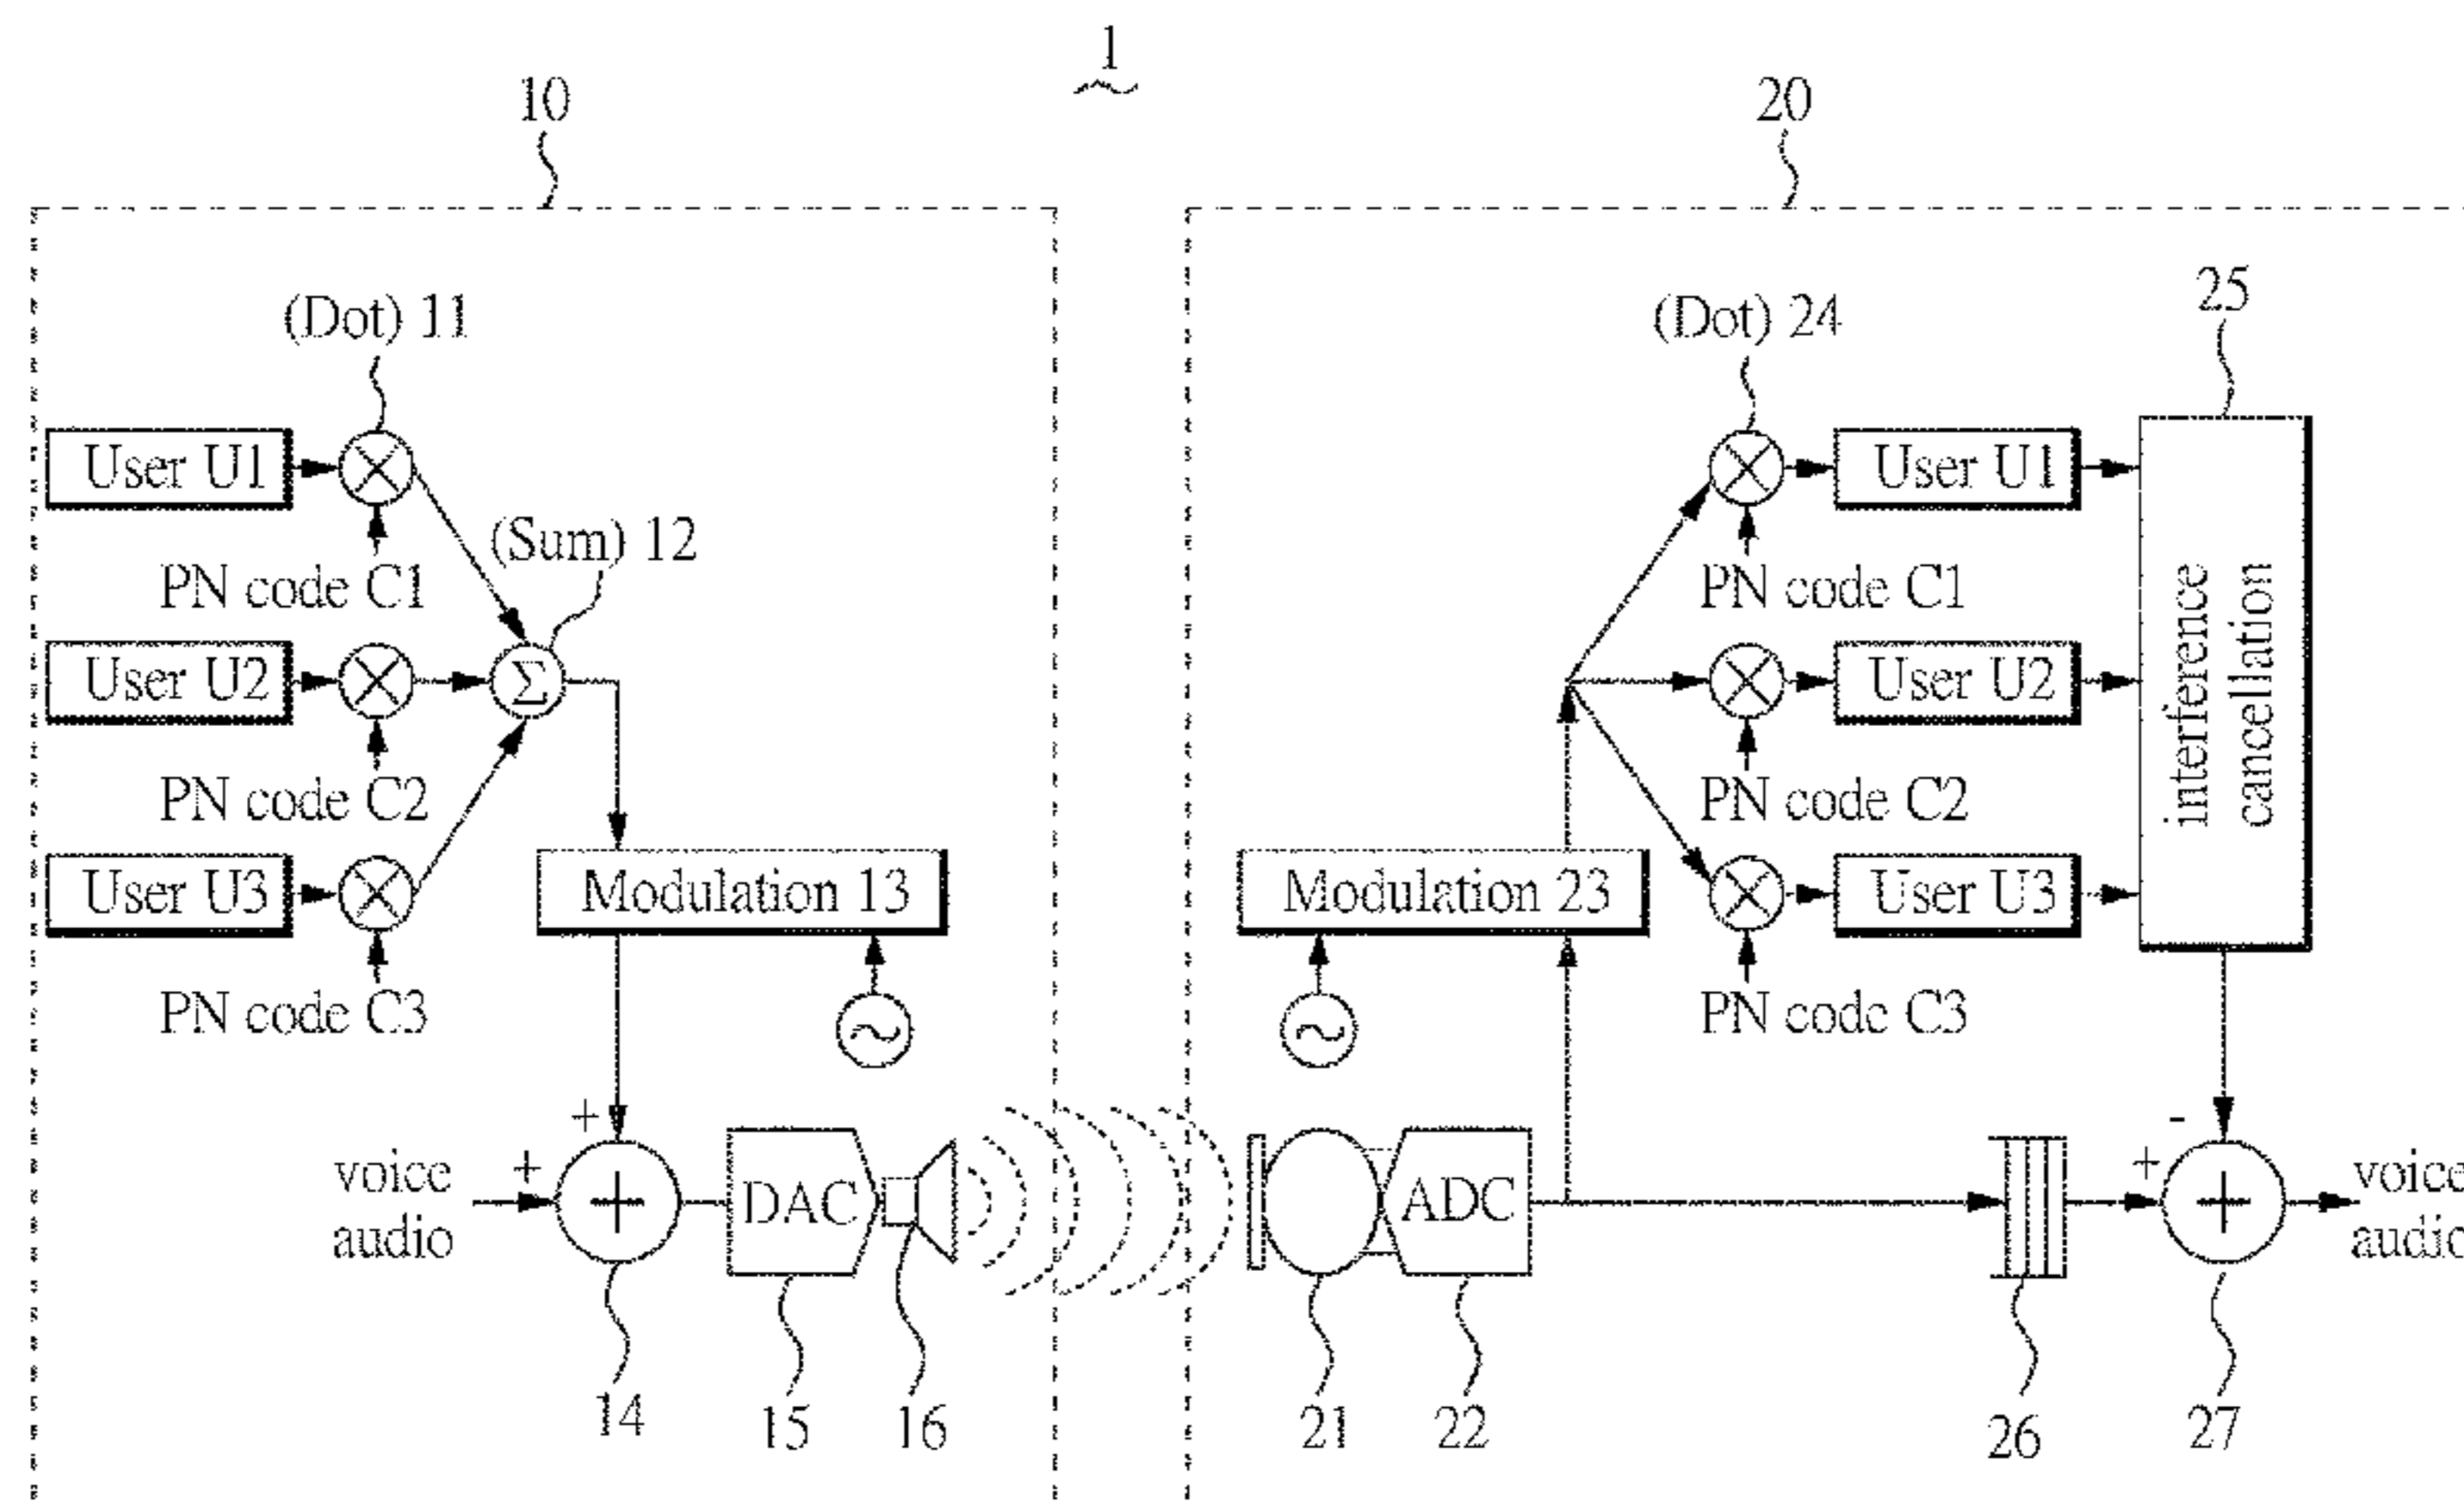 1
10
20
(Dot) 11
(Dot) 24
25
User U1
User U1
(Sum) 12
PN code C1
PN code C1
User U2
Σ
User U2
interference
cancellation
PN code C2
PN code C2
User U3
Modulation 13
Modulation 23
User U3
PN code C3
PN code C3
+
-
voice
audio
+
+
DAC
ADC
+
+
voice
audio
14
15
16
21
22
26
27